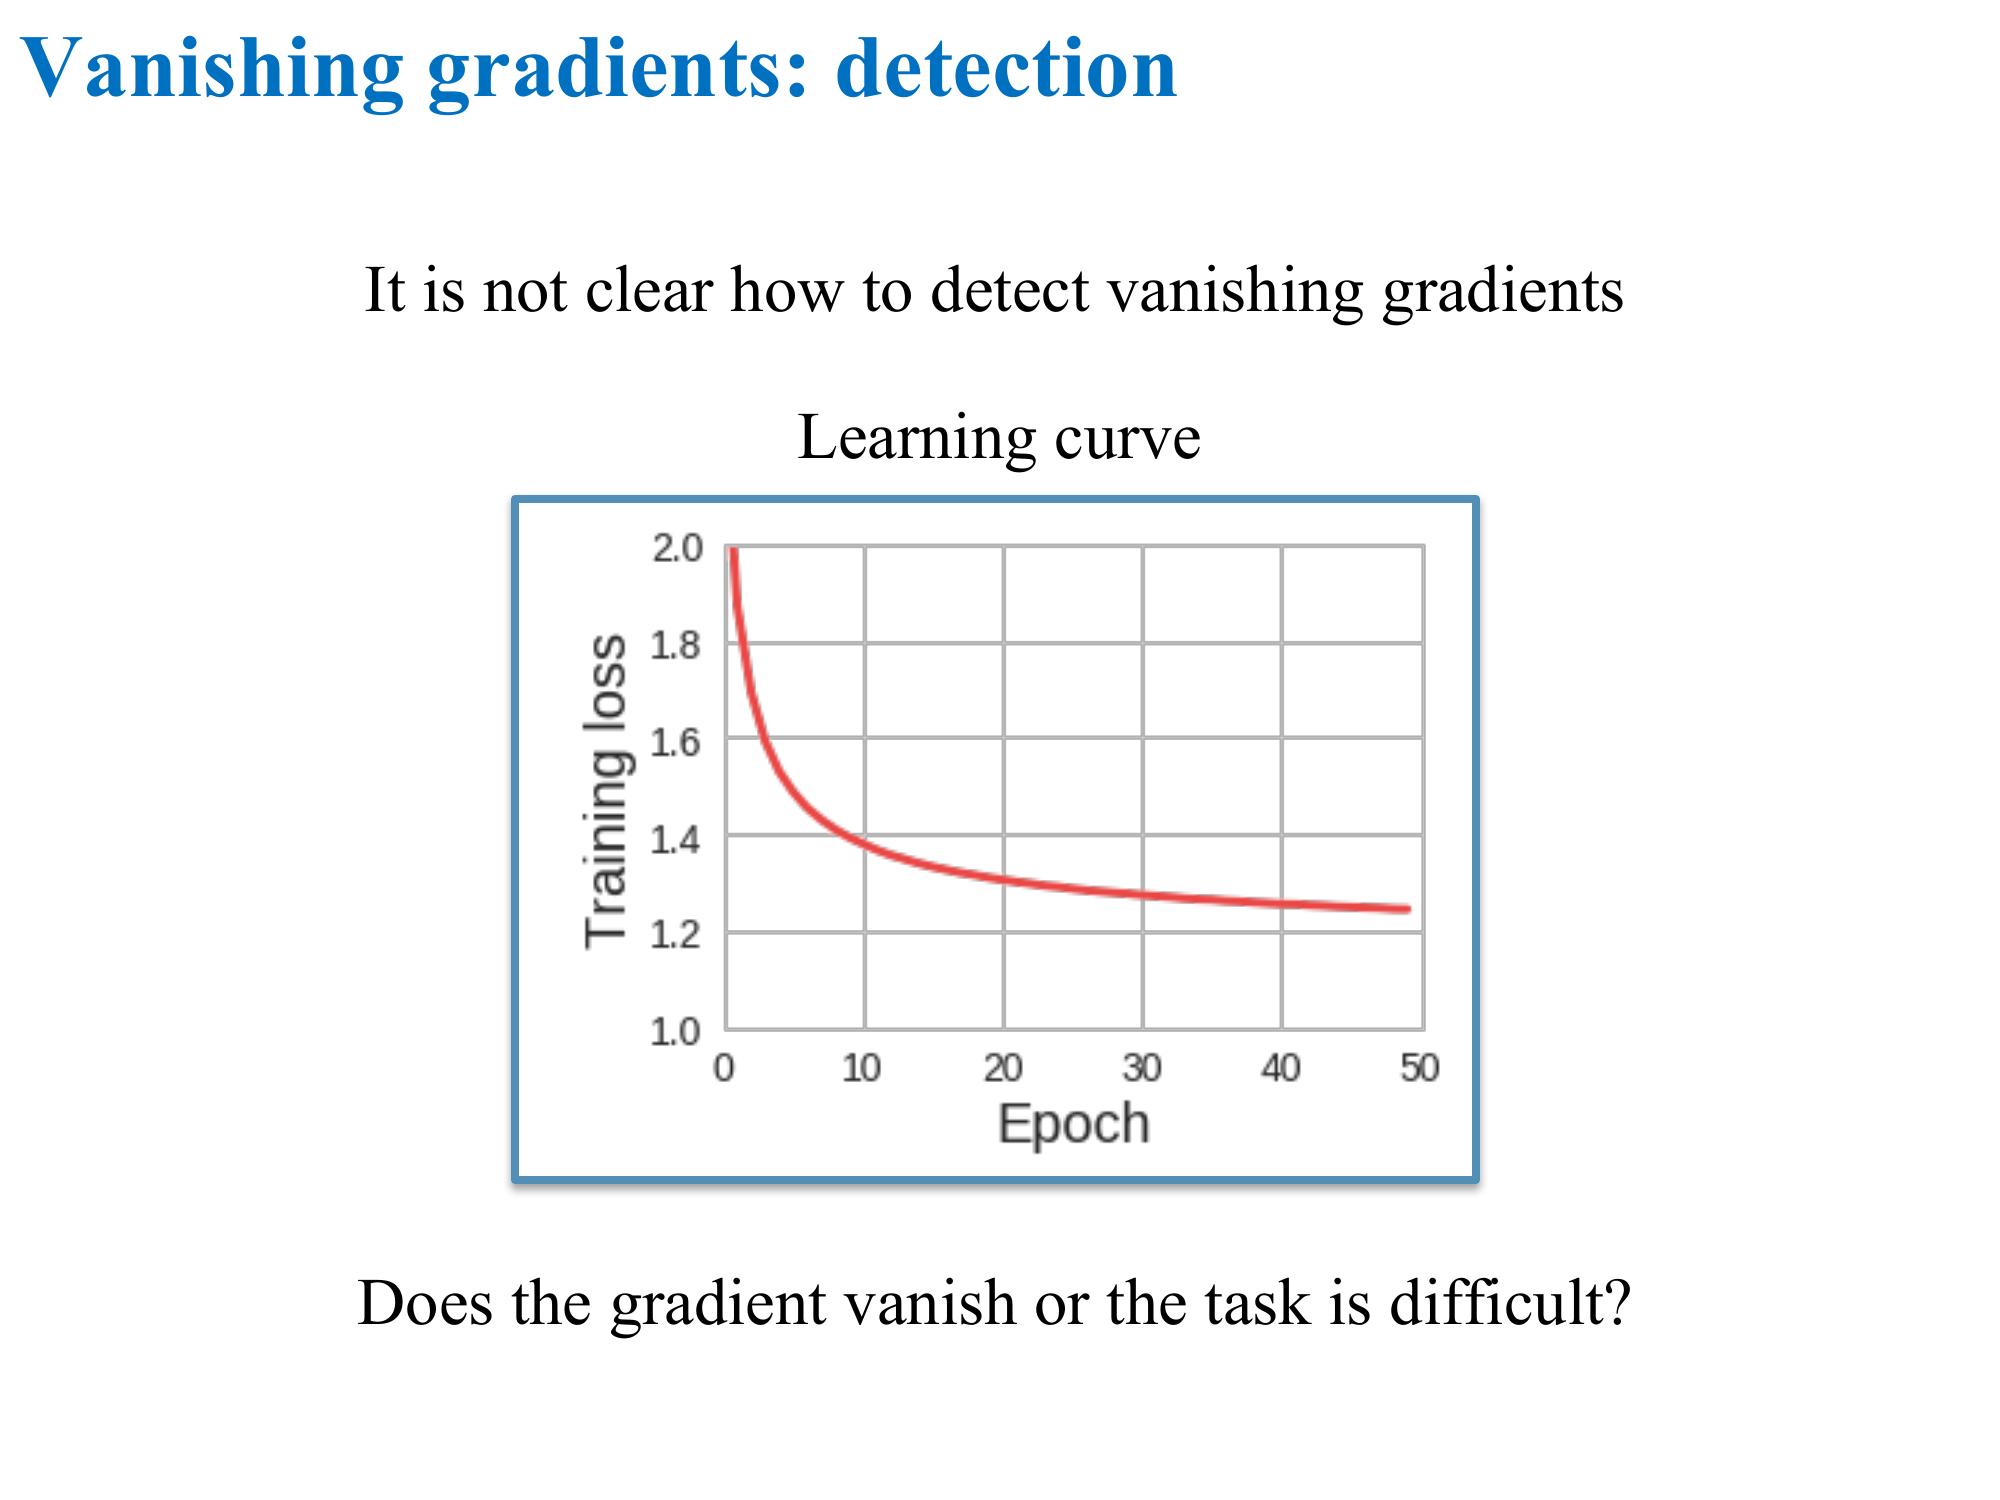 Vanishing gradients: detection
It is not clear how to detect vanishing gradients
Learning curve
2.0
1.8
1.6
1.4
1.2
1.0
Training loss
0 10 20 30 40 50
Epoch
Does the gradient vanish or the task is difficult?